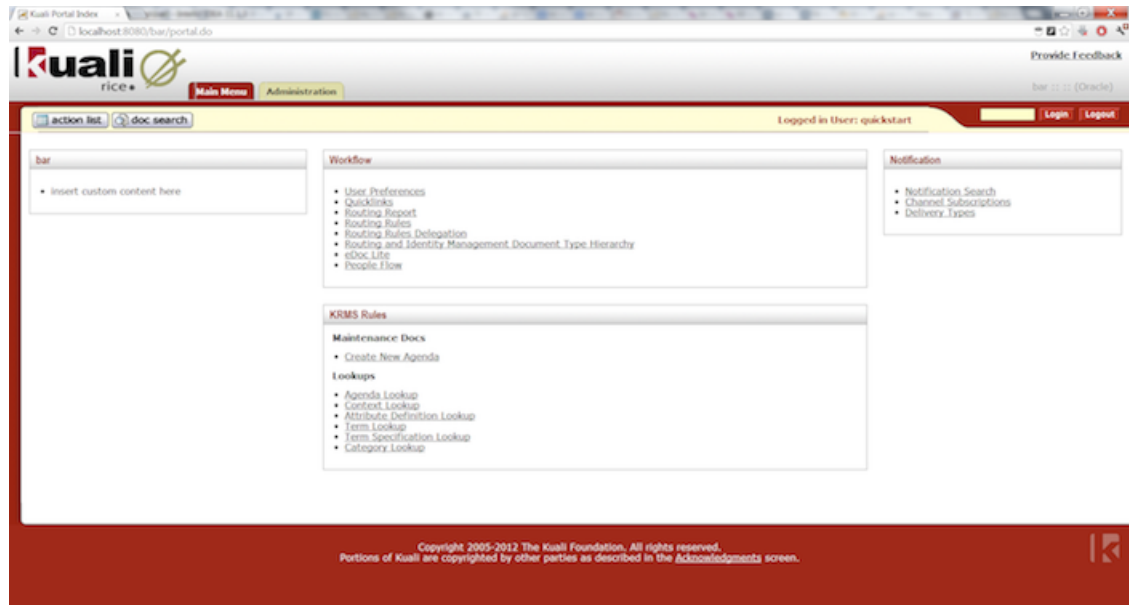 Kuali Portal Index
localhost:8080/bar/portal.do
Kuali
rice
Provide Feedback
Main Menu
Administration
bar :: :: (Oracle)
action list
doc search
Logged in User: quickstart
Login
Logout
bar
• insert custom content here
Workflow
• User Preferences
• Quicklinks
• Routing Report
• Routing Rules
• Routing Rules Delegation
• Routing and Identity Management Document Type Hierarchy
• eDoc Lite
• People Flow
KRMS Rules
Maintenance Docs
• Create New Agenda
Lookups
• Agenda Lookup
• Context Lookup
• Attribute Definition Lookup
• Term Lookup
• Term Specification Lookup
• Category Lookup
Notification
• Notification Search
• Channel Subscriptions
• Delivery Types
Copyright 2005-2012 The Kuali Foundation. All rights reserved.
Portions of Kuali are copyrighted by other parties as described in the Acknowledgments screen.